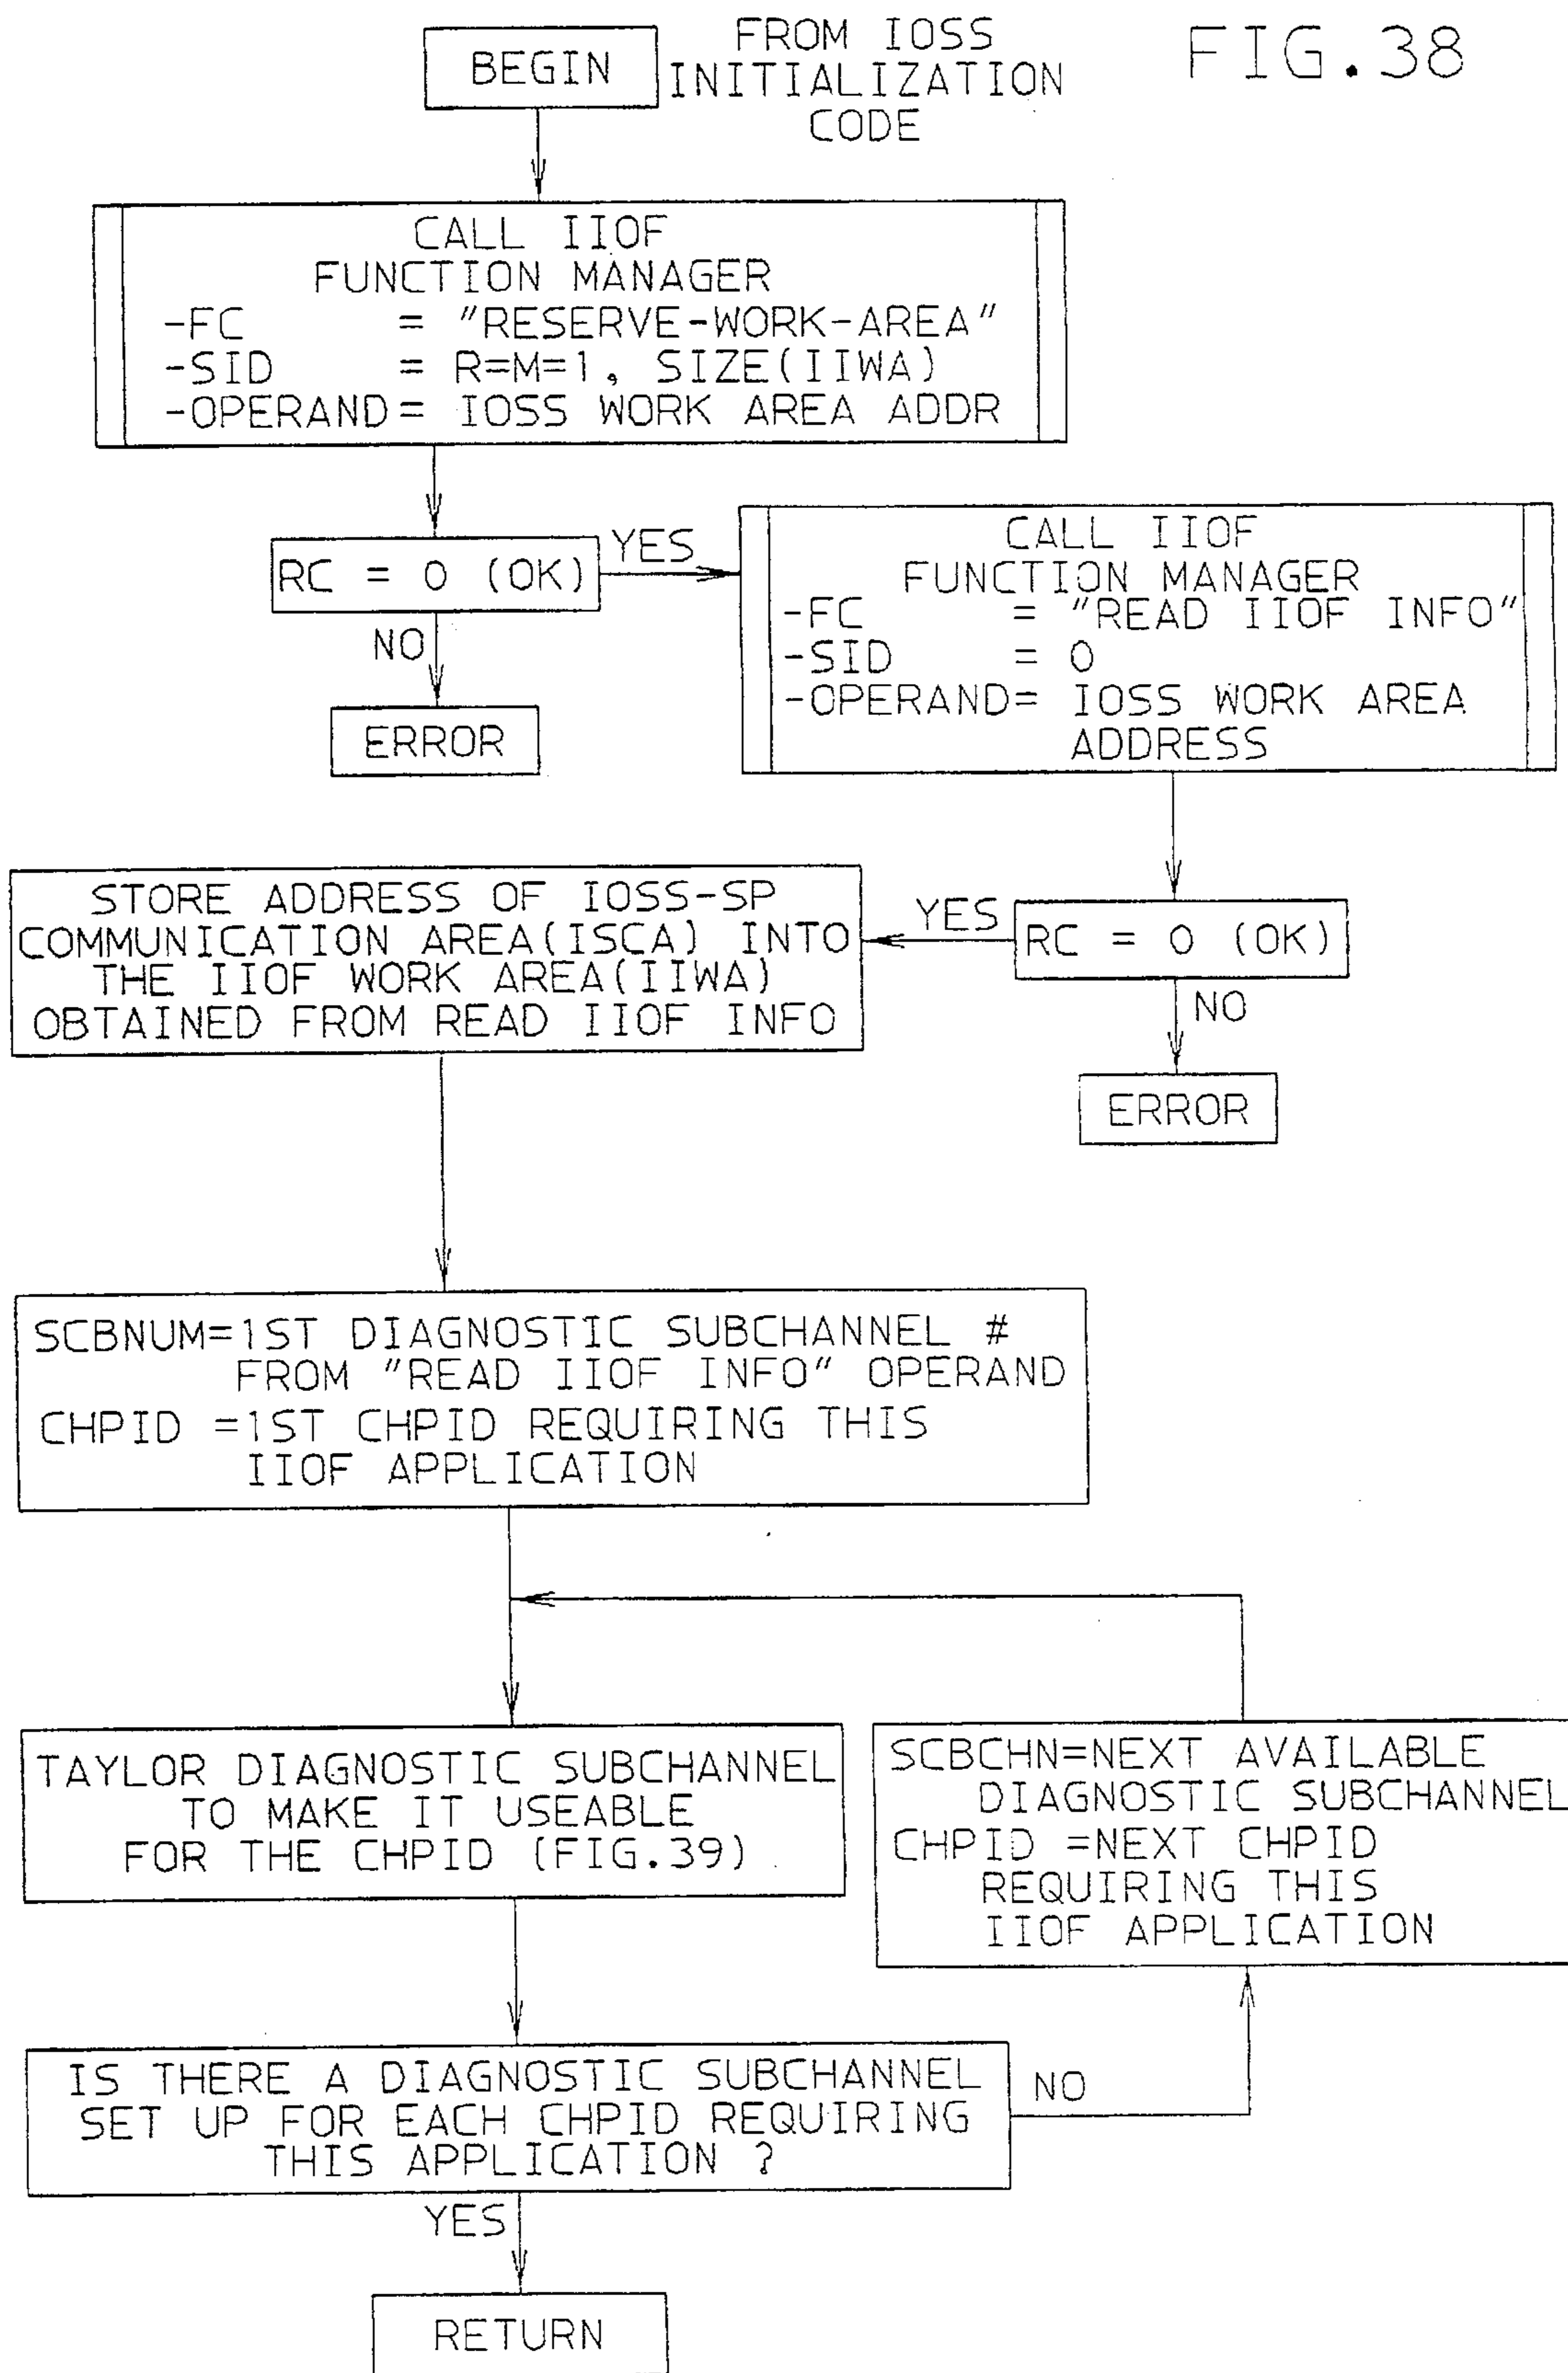 FIG.38
BEGIN
FROM IOSS
INITIALIZATION
CODE
CALL IIOF
FUNCTION MANAGER
-FC = "RESERVE-WORK-AREA"
-SID = R=M=1, SIZE(IIWA)
-OPERAND= IOSS WORK AREA ADDR
RC = 0 (OK)
YES
NO
ERROR
CALL IIOF
FUNCTION MANAGER
-FC = "READ IIOF INFO"
-SID = 0
-OPERAND= IOSS WORK AREA
ADDRESS
RC = 0 (OK)
YES
NO
ERROR
STORE ADDRESS OF IOSS-SP
COMMUNICATION AREA(ISCA) INTO
THE IIOF WORK AREA(IIWA)
OBTAINED FROM READ IIOF INFO
SCBNUM=1ST DIAGNOSTIC SUBCHANNEL #
FROM "READ IIOF INFO" OPERAND
CHPID =1ST CHPID REQUIRING THIS
IIOF APPLICATION
TAYLOR DIAGNOSTIC SUBCHANNEL
TO MAKE IT USEABLE
FOR THE CHPID (FIG.39)
SCBCHN=NEXT AVAILABLE
DIAGNOSTIC SUBCHANNEL
CHPID =NEXT CHPID
REQUIRING THIS
IIOF APPLICATION
IS THERE A DIAGNOSTIC SUBCHANNEL
SET UP FOR EACH CHPID REQUIRING
THIS APPLICATION ?
NO
YES
RETURN